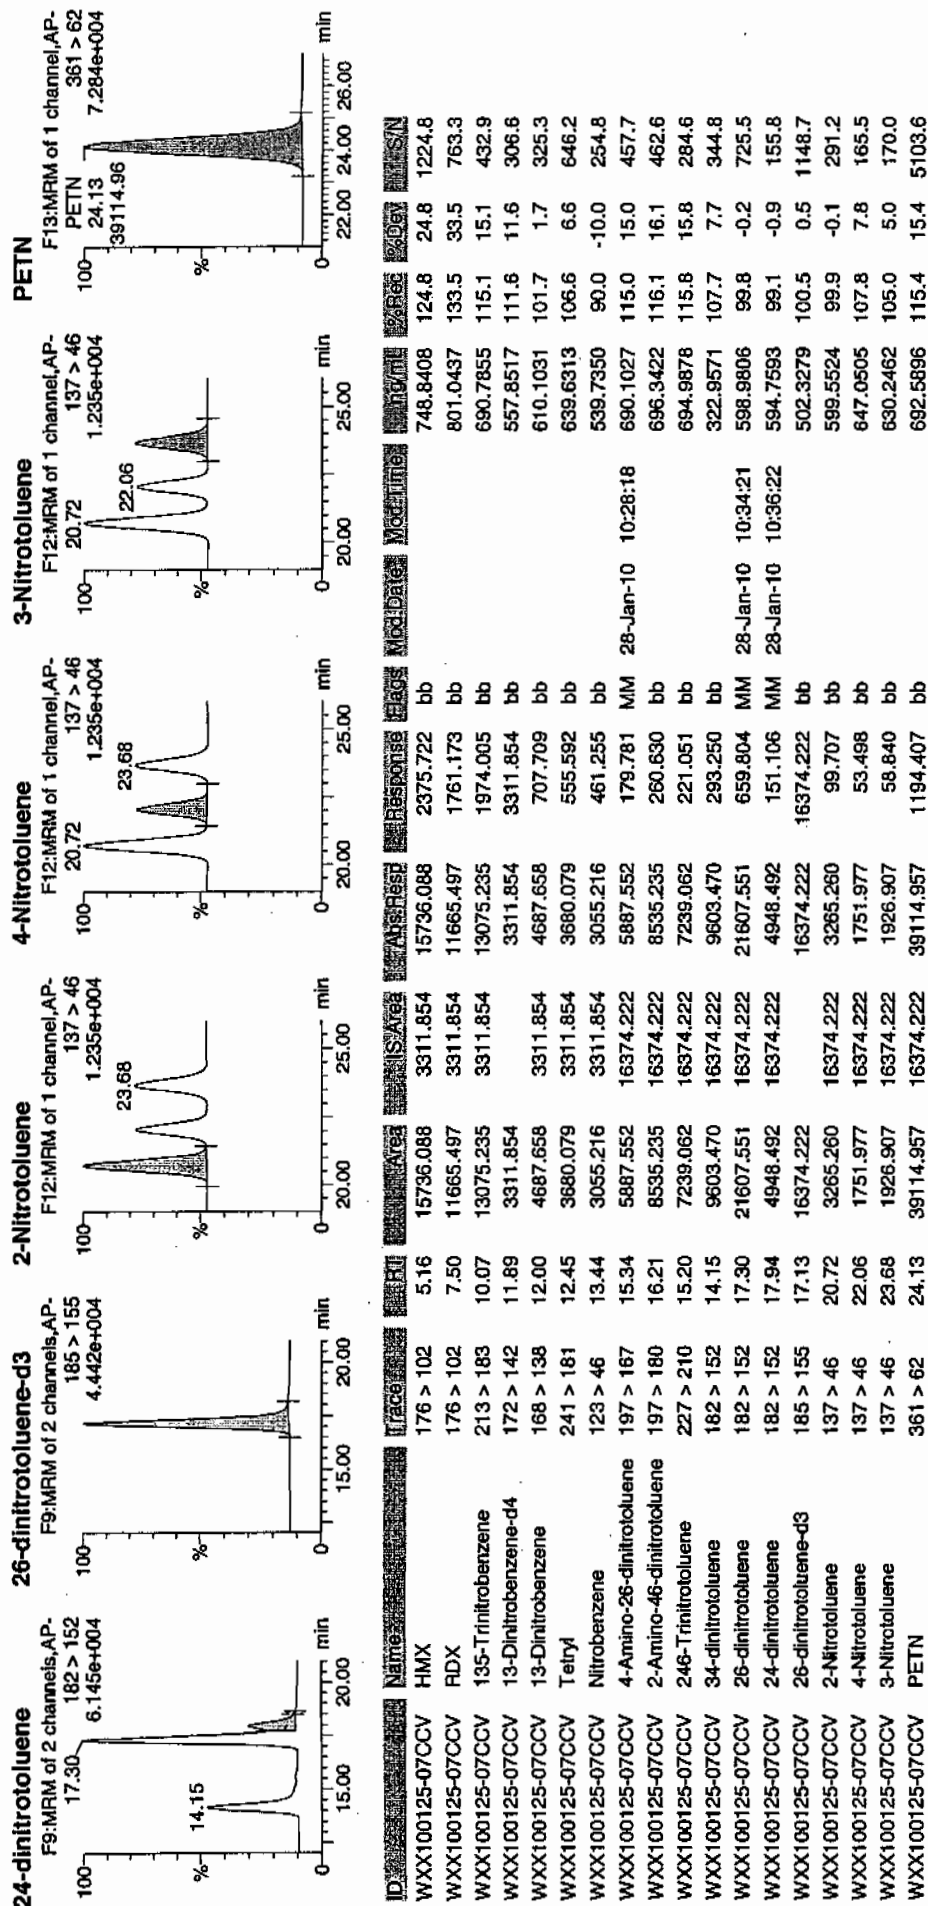 24-dinitrotoluene
F9:MRM of 2 channels,AP-
182 > 152
6.145e+004
17.30
14.15
100
%
0
15.00 20.00 min
26-dinitrotoluene-d3
F9:MRM of 2 channels,AP-
185 > 155
4.442e+004
100
%
0
15.00 20.00 min
2-Nitrotoluene
F12:MRM of 1 channel,AP-
137 > 46
1.235e+004
23.68
100
%
0
20.00 25.00 min
4-Nitrotoluene
F12:MRM of 1 channel,AP-
20.72 137 > 46
1.235e+004
23.68
100
%
0
20.00 25.00 min
3-Nitrotoluene
F12:MRM of 1 channel,AP-
20.72 137 > 46
1.235e+004
22.06
100
%
0
20.00 25.00 min
PETN
F13:MRM of 1 channel,AP-
PETN 361 > 62
24.13 7.284e+004
39114.96
100
%
0
22.00 24.00 26.00 min
ID Name Trace RT Area IS Area Abs.Resp Response Flags Mod.Date Mod.Time ng/mL %Rec %Dev S/N
WXX100125-07CCV HMX 176 > 102 5.16 15736.088 3311.854 15736.088 2375.722 bb 748.8408 124.8 24.8 1224.8
WXX100125-07CCV RDX 176 > 102 7.50 11665.497 3311.854 11665.497 1761.173 bb 801.0437 133.5 33.5 763.3
WXX100125-07CCV 135-Trinitrobenzene 213 > 183 10.07 13075.235 3311.854 13075.235 1974.005 bb 690.7855 115.1 15.1 432.9
WXX100125-07CCV 13-Dinitrobenzene-d4 172 > 142 11.89 3311.854 3311.854 3311.854 bb 557.8517 111.6 11.6 306.6
WXX100125-07CCV 13-Dinitrobenzene 168 > 138 12.00 4687.658 3311.854 4687.658 707.709 bb 610.1031 101.7 1.7 325.3
WXX100125-07CCV Tetryl 241 > 181 12.45 3680.079 3311.854 3680.079 555.592 bb 639.6313 106.6 6.6 646.2
WXX100125-07CCV Nitrobenzene 123 > 46 13.44 3055.216 3311.854 3055.216 461.255 bb 539.7350 90.0 -10.0 254.8
WXX100125-07CCV 4-Amino-26-dinitrotoluene 197 > 167 15.34 5887.552 16374.222 5887.552 179.781 MM 28-Jan-10 10:28:18 690.1027 115.0 15.0 457.7
WXX100125-07CCV 2-Amino-46-dinitrotoluene 197 > 180 16.21 8535.235 16374.222 8535.235 260.630 bb 696.3422 116.1 16.1 462.6
WXX100125-07CCV 246-Trinitrotoluene 227 > 210 15.20 7239.062 16374.222 7239.062 221.051 bb 694.9878 115.8 15.8 284.6
WXX100125-07CCV 34-dinitrotoluene 182 > 152 14.15 9603.470 16374.222 9603.470 293.250 bb 322.9571 107.7 7.7 344.8
WXX100125-07CCV 26-dinitrotoluene 182 > 152 17.30 21607.551 16374.222 21607.551 659.804 MM 28-Jan-10 10:34:21 598.9806 99.8 -0.2 725.5
WXX100125-07CCV 24-dinitrotoluene 182 > 152 17.94 4948.492 16374.222 4948.492 151.106 MM 28-Jan-10 10:36:22 594.7593 99.1 -0.9 155.8
WXX100125-07CCV 26-dinitrotoluene-d3 185 > 155 17.13 16374.222 16374.222 16374.222 bb 502.3279 100.5 0.5 1148.7
WXX100125-07CCV 2-Nitrotoluene 137 > 46 20.72 3265.260 16374.222 3265.260 99.707 bb 599.5524 99.9 -0.1 291.2
WXX100125-07CCV 4-Nitrotoluene 137 > 46 22.06 1751.977 16374.222 1751.977 53.498 bb 647.0505 107.8 7.8 165.5
WXX100125-07CCV 3-Nitrotoluene 137 > 46 23.68 1926.907 16374.222 1926.907 58.840 bb 630.2462 105.0 5.0 170.0
WXX100125-07CCV PETN 361 > 62 24.13 39114.957 16374.222 39114.957 1194.407 bb 692.5896 115.4 15.4 5103.6